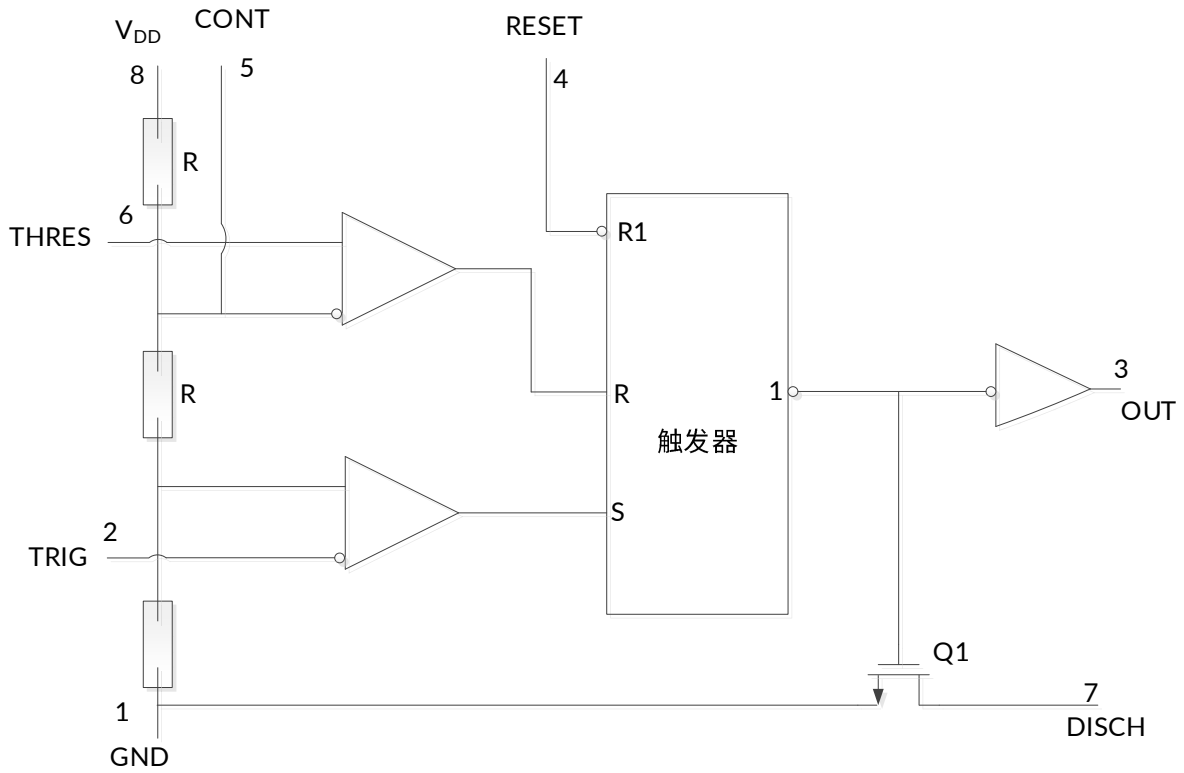 CONT
RESET
VDD
8
5
4
R
6
THRES
R1
R
R
1
3
OUT
触发器
S
2
TRIG
Q1
7
1
DISCH
GND